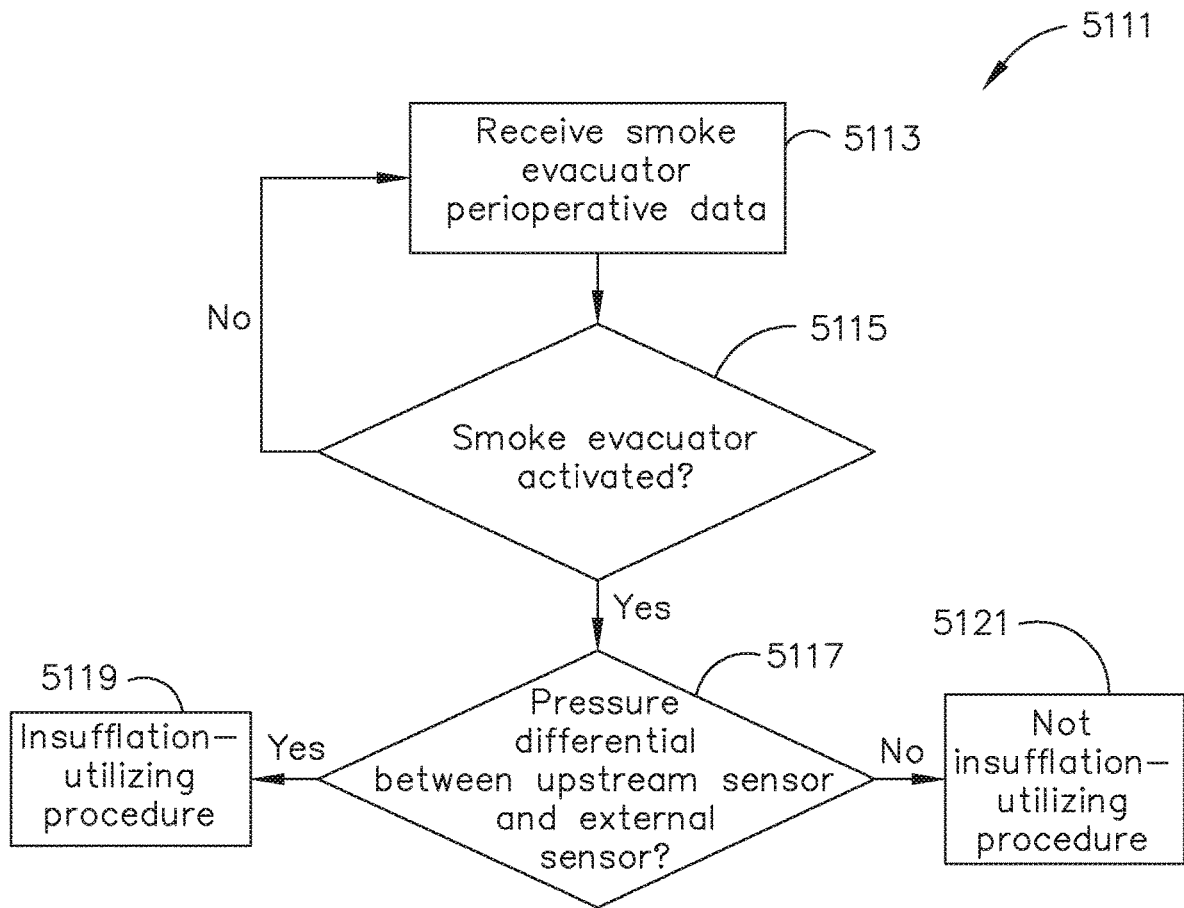 5111
Receive smoke
evacuator
perioperative data
5113
No
5115
Smoke evacuator
activated?
Yes
5117
Pressure
differential
between upstream sensor
and external
sensor?
Yes
5119
Insufflation-
utilizing
procedure
No
5121
Not
insufflation-
utilizing
procedure